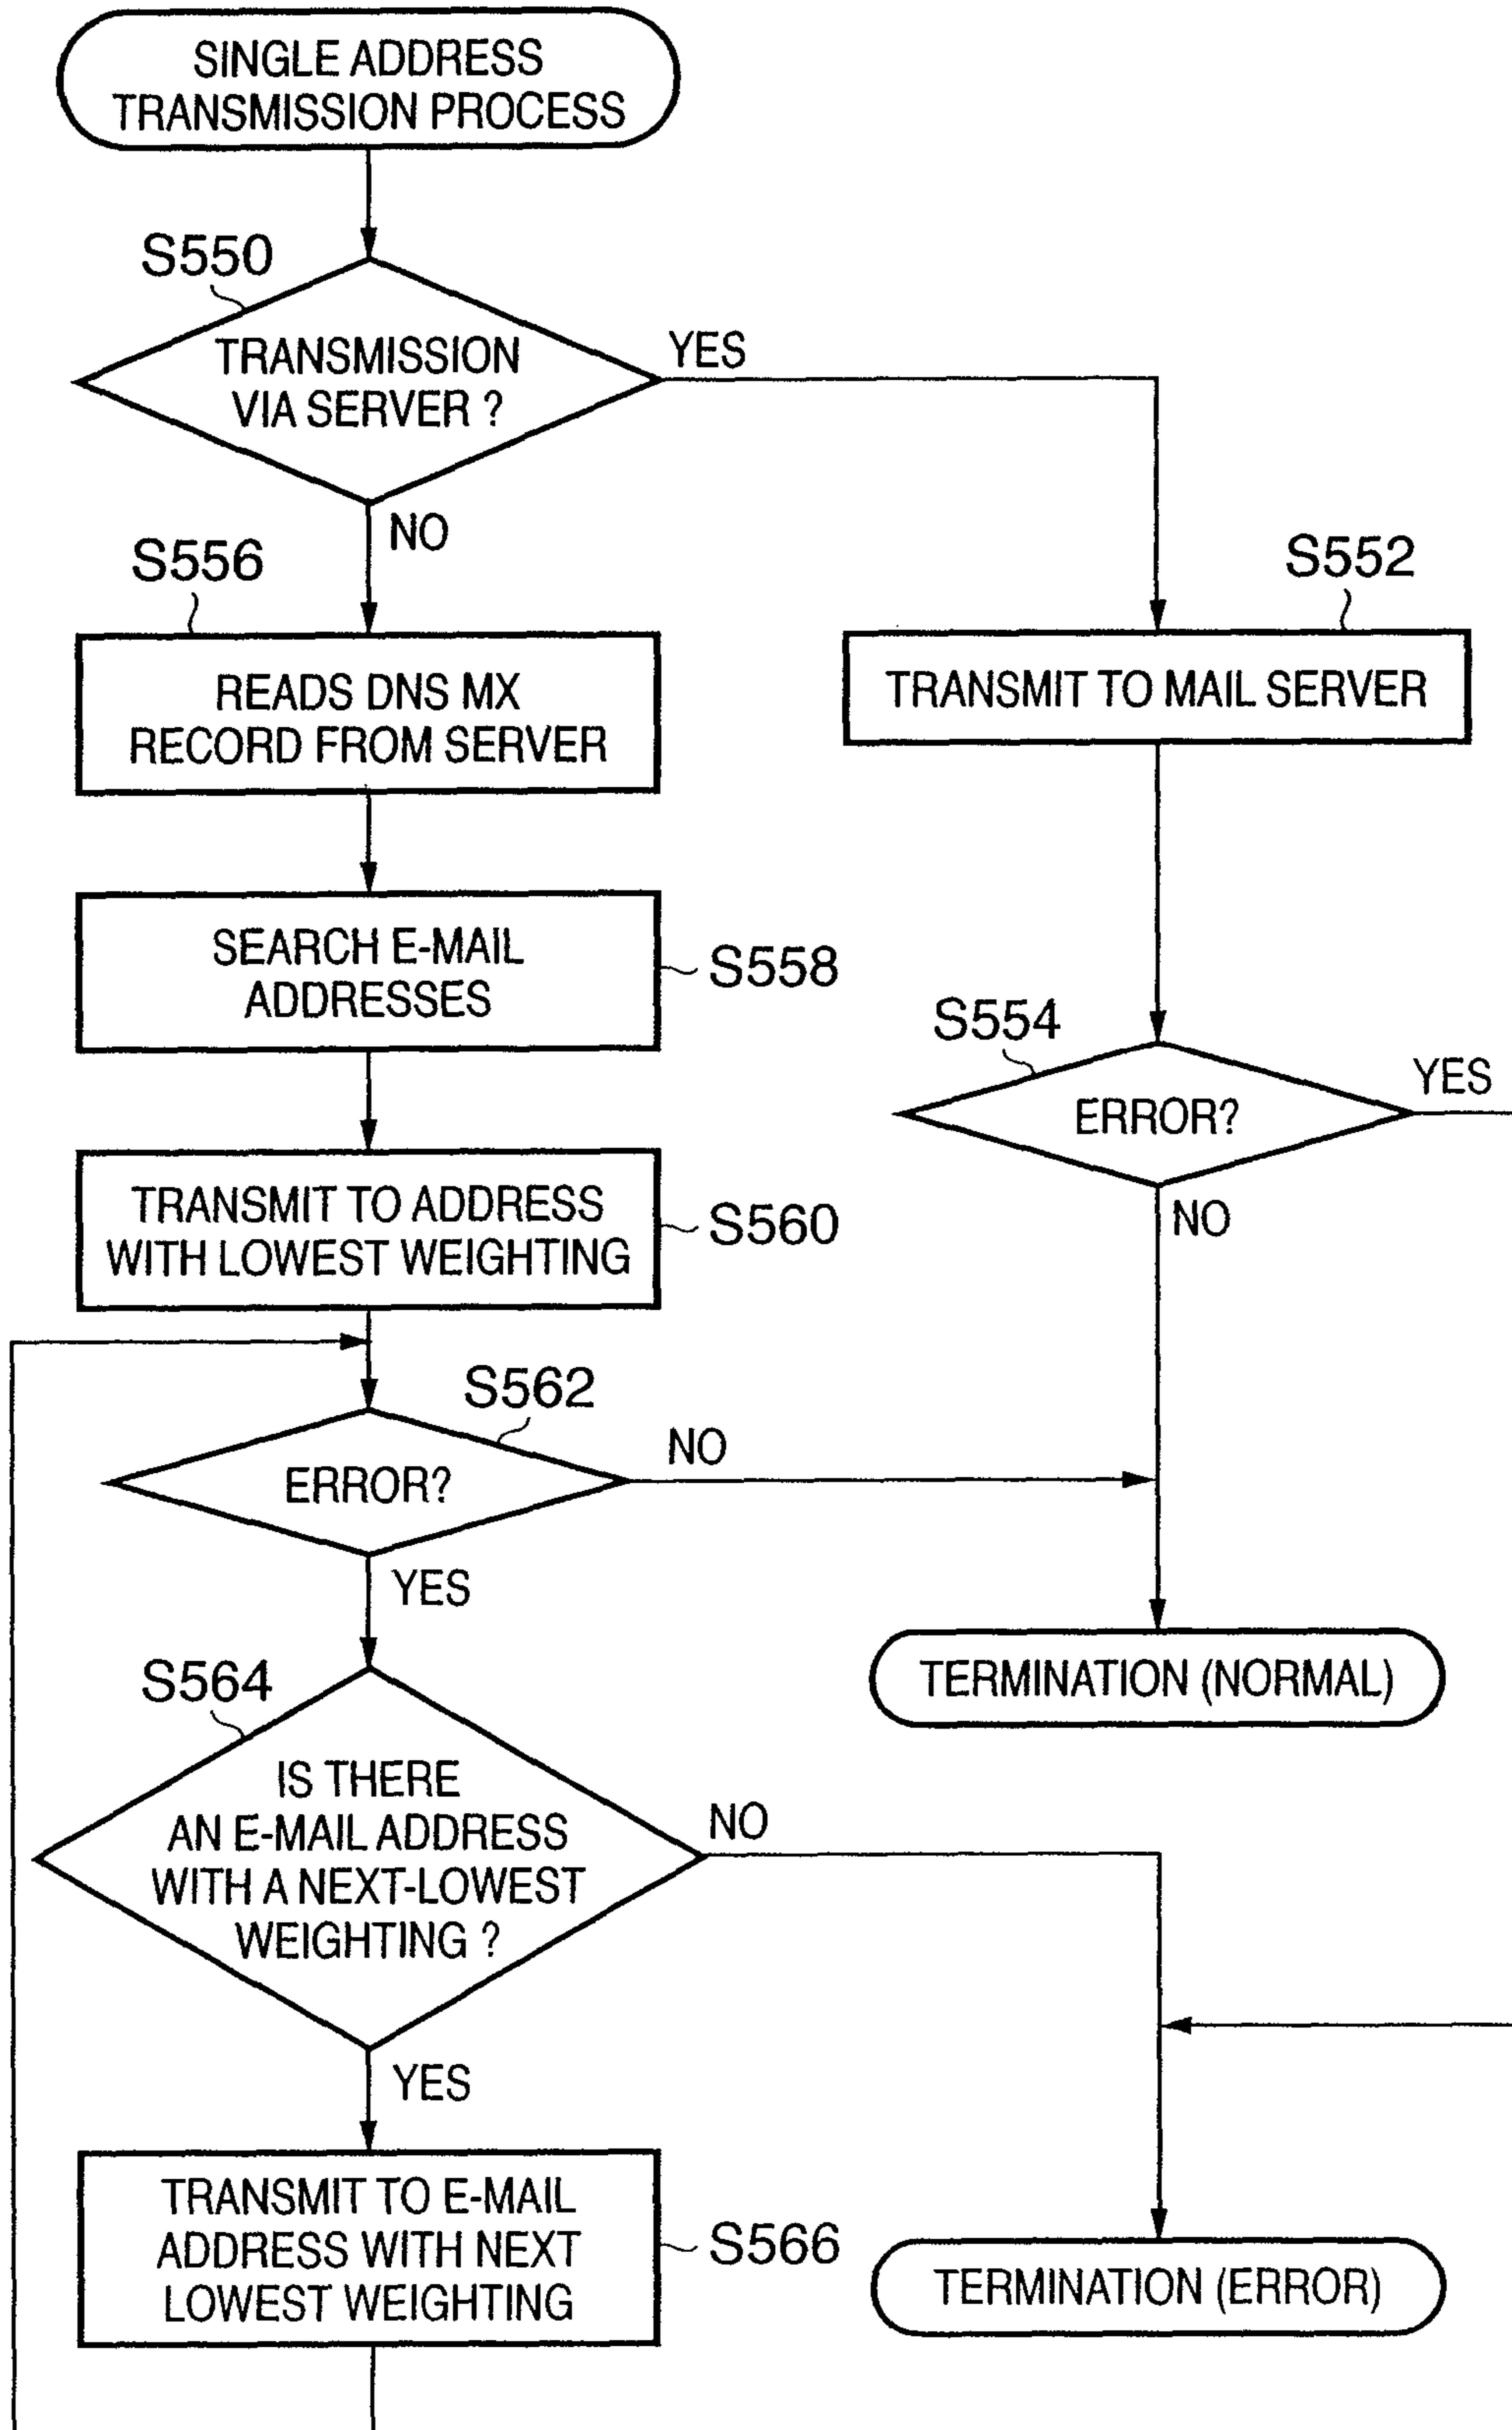 SINGLE ADDRESS
TRANSMISSION PROCESS
S550
TRANSMISSION
VIA SERVER ?
YES
NO
S556
READS DNS MX
RECORD FROM SERVER
S552
TRANSMIT TO MAIL SERVER
SEARCH E-MAIL
ADDRESSES
S558
S554
ERROR?
YES
NO
TRANSMIT TO ADDRESS
WITH LOWEST WEIGHTING
S560
S562
ERROR?
NO
YES
TERMINATION (NORMAL)
S564
IS THERE
AN E-MAIL ADDRESS
WITH A NEXT-LOWEST
WEIGHTING ?
NO
YES
TRANSMIT TO E-MAIL
ADDRESS WITH NEXT
LOWEST WEIGHTING
S566
TERMINATION (ERROR)